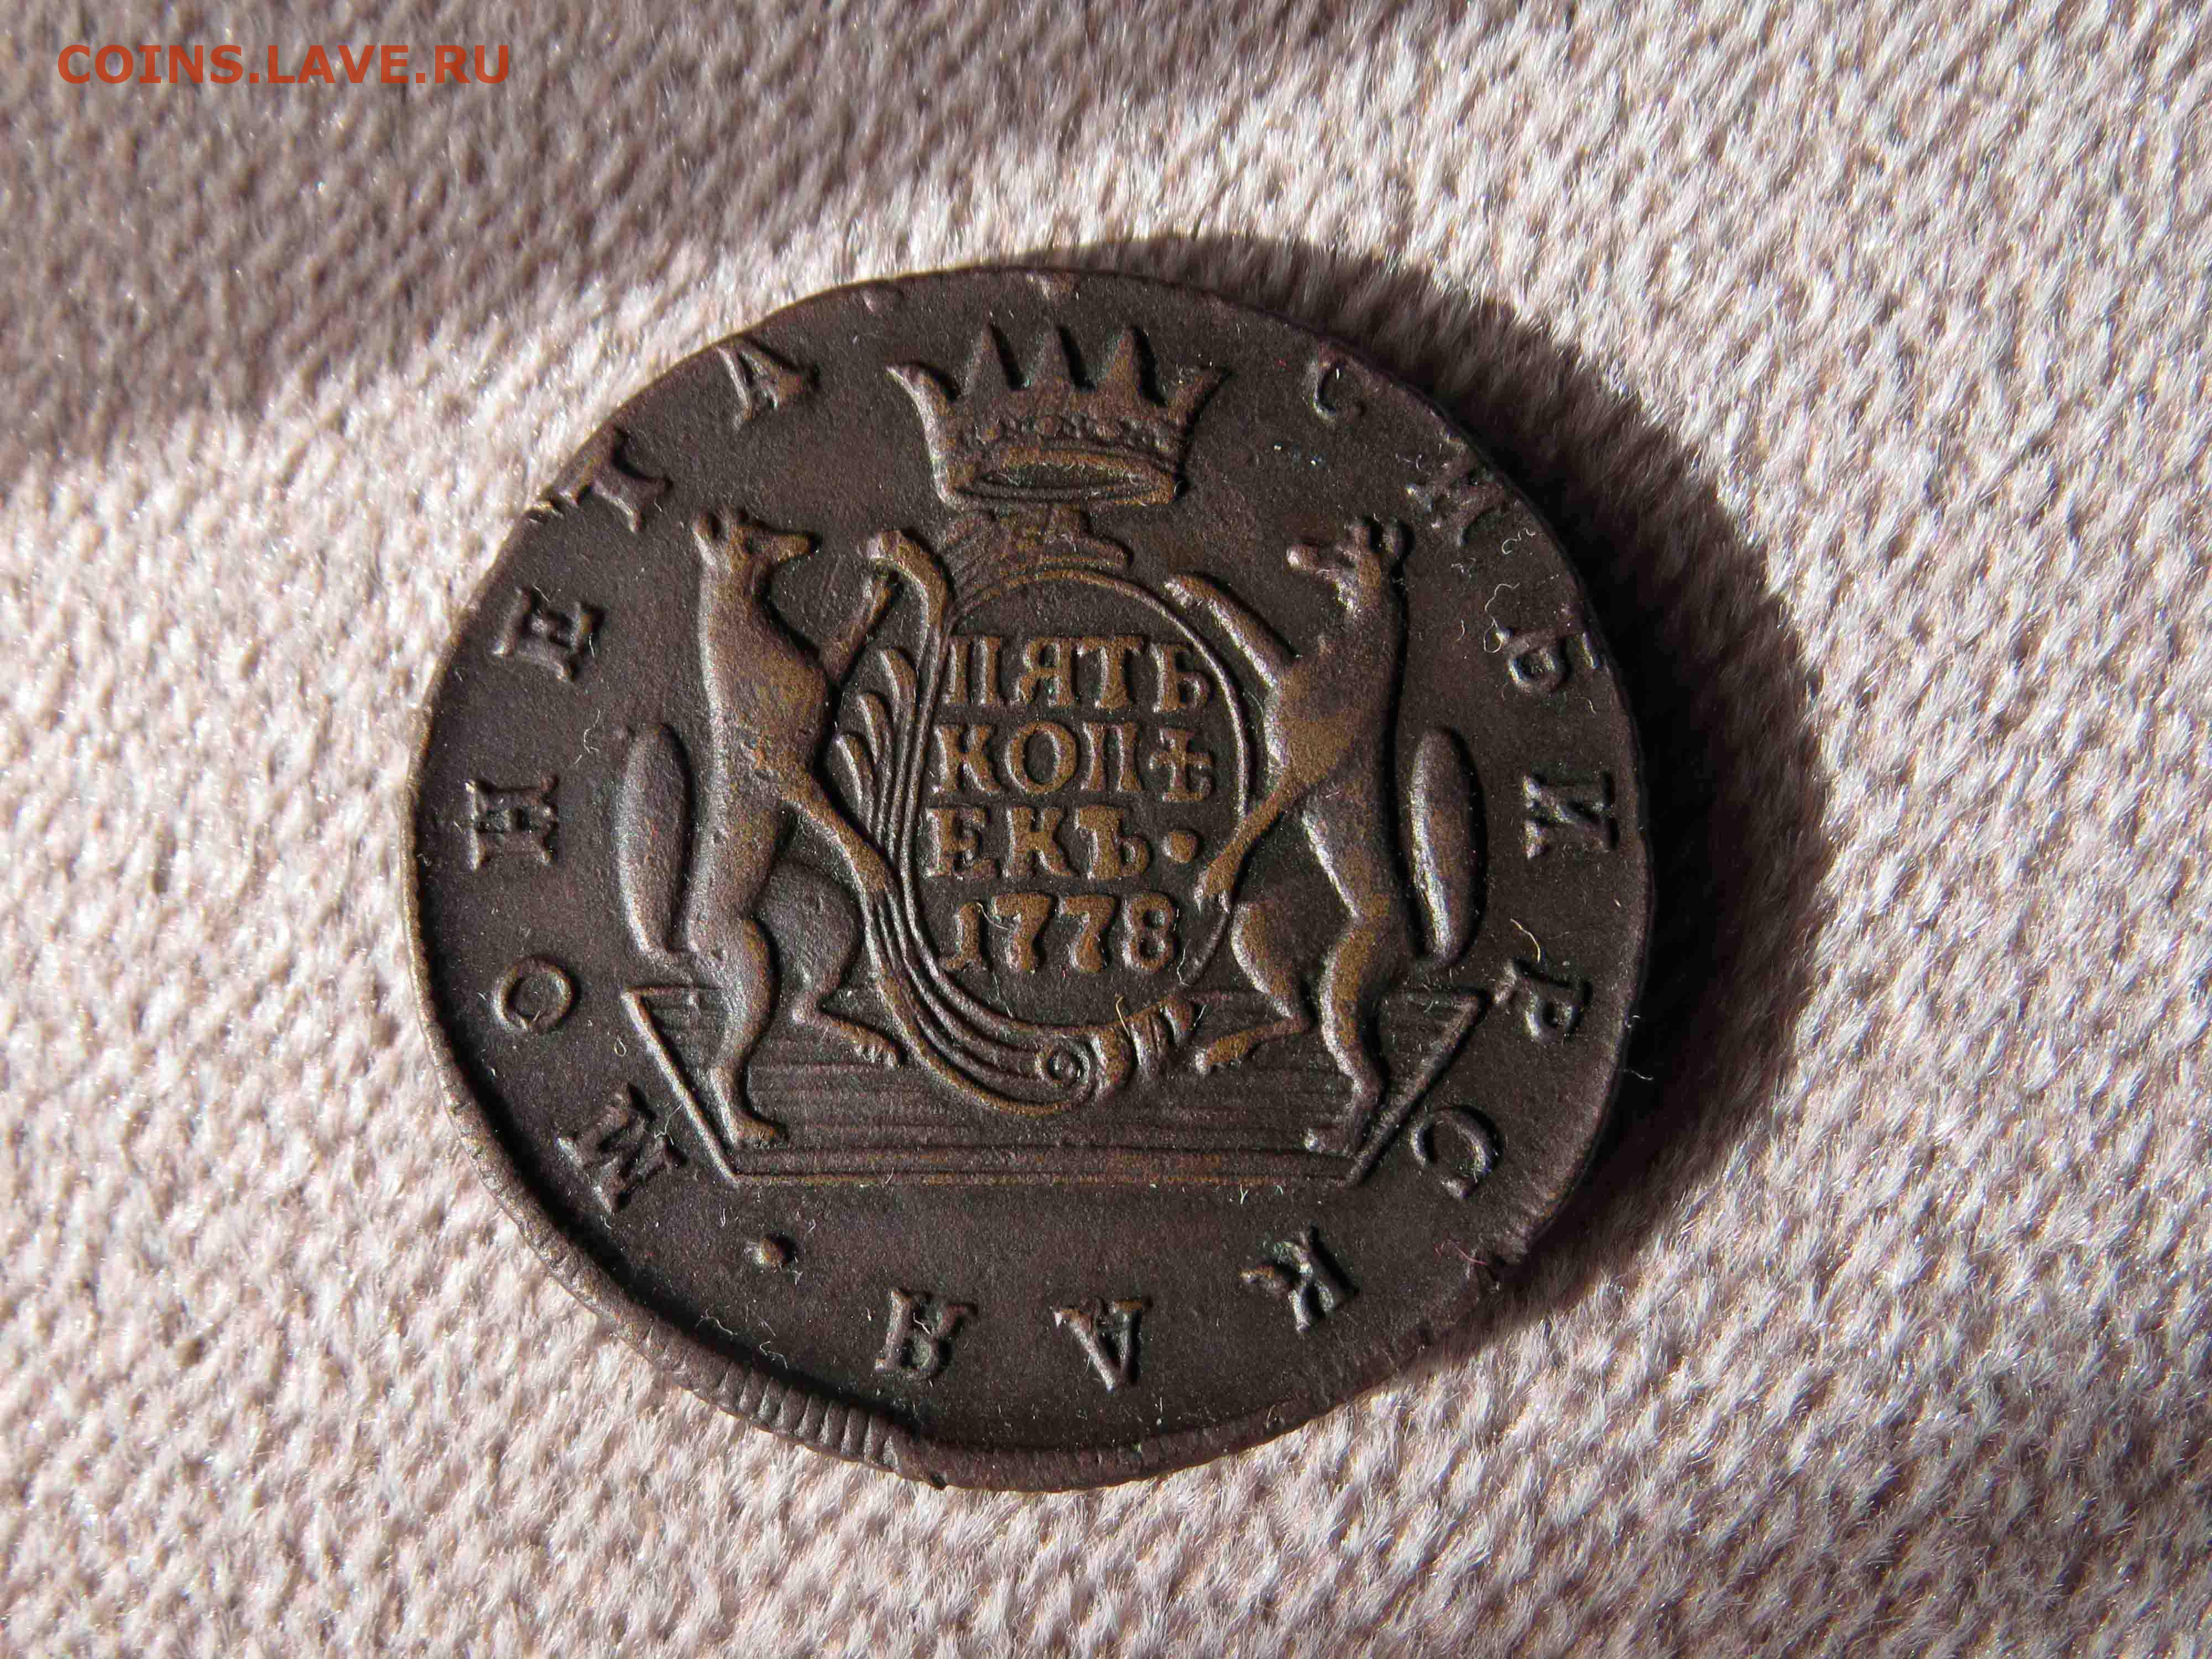 COINS.LAVE.RU
МОНЕТА СИБИРСКАЯ ·
ПЯТЬ
КОПѢ
ЕКЪ·
1778